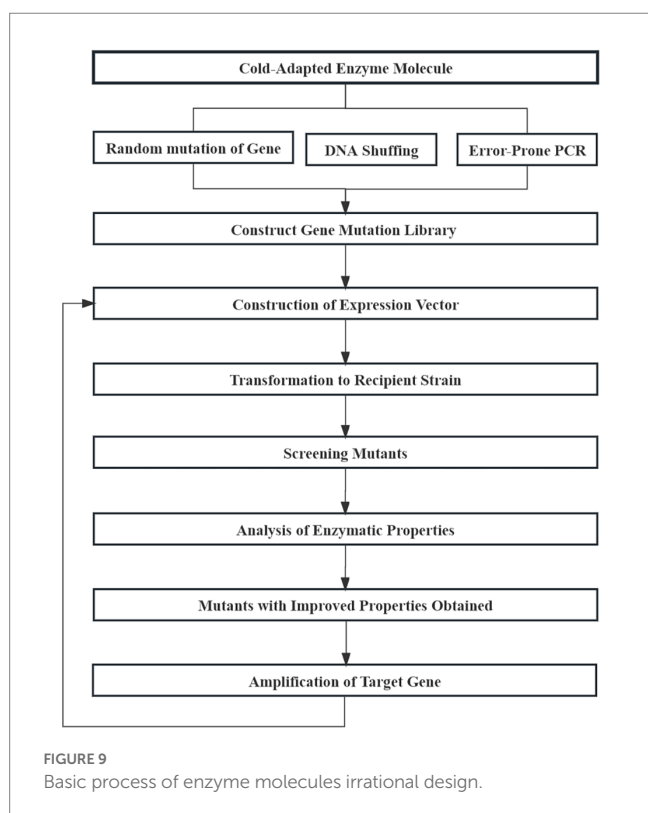 Cold-Adapted Enzyme Molecule
Random mutation of Gene
DNA Shuffing
Error-Prone PCR
Construct Gene Mutation Library
Construction of Expression Vector
Transformation to Recipient Strain
Screening Mutants
Analysis of Enzymatic Properties
Mutants with Improved Properties Obtained
Amplification of Target Gene
FIGURE 9
Basic process of enzyme molecules irrational design.